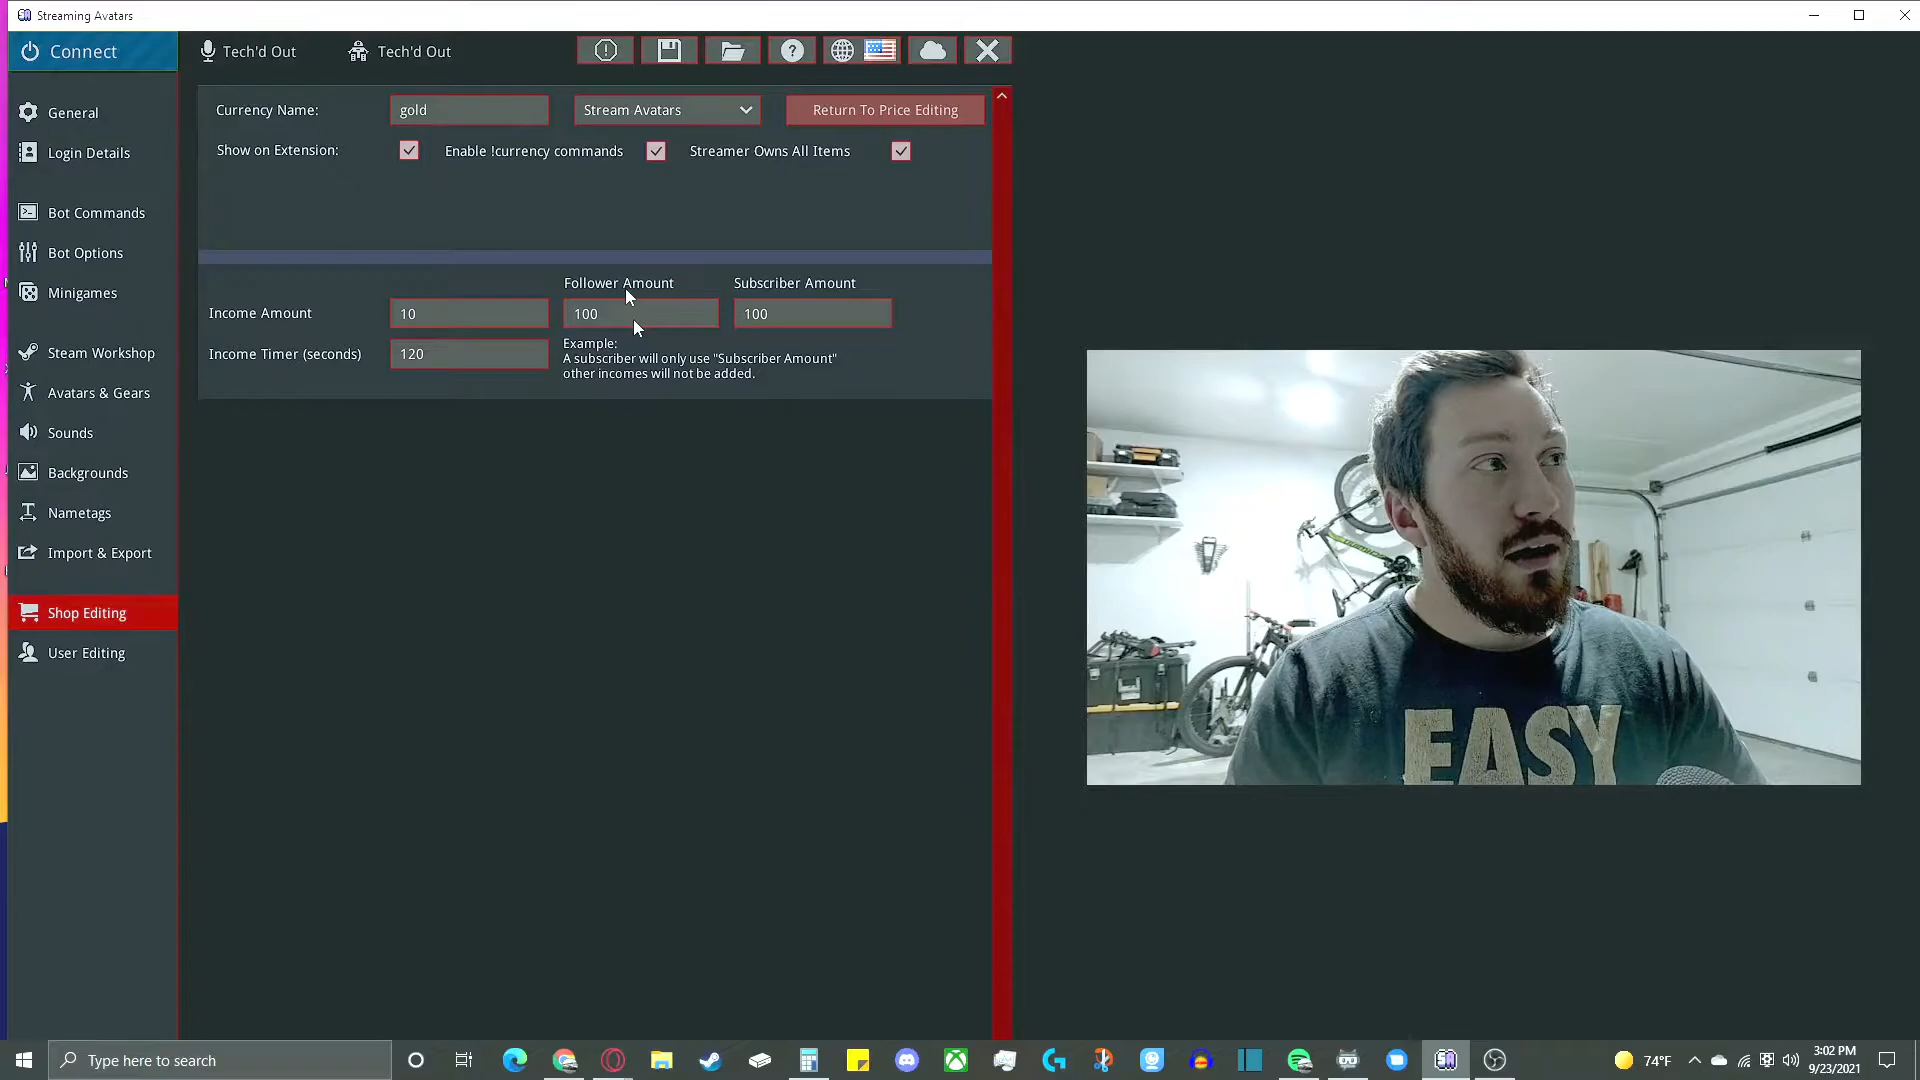 Streaming Avatars
Connect
Tech'd Out
Tech'd Out
General
Login Details
Bot Commands
Bot Options
Minigames
Steam Workshop
Avatars & Gears
Sounds
Backgrounds
Nametags
Import & Export
Shop Editing
User Editing
Currency Name:
gold
Stream Avatars
Return To Price Editing
Show on Extension:
Enable !currency commands
Streamer Owns All Items
Follower Amount
Subscriber Amount
Income Amount
10
100
100
Income Timer (seconds)
120
Example:
A subscriber will only use "Subscriber Amount"
other incomes will not be added.
EASY
Type here to search
74°F
3:02 PM
9/23/2021